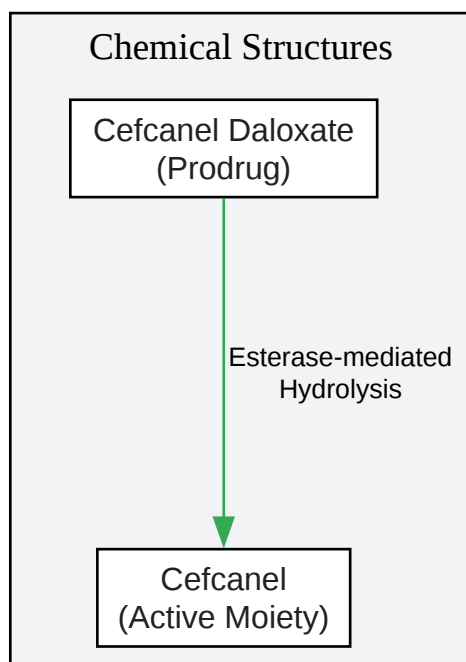 Chemical Structures
Cefcanel Daloxate
(Prodrug)
Esterase-mediated
Hydrolysis
Cefcanel
(Active Moiety)